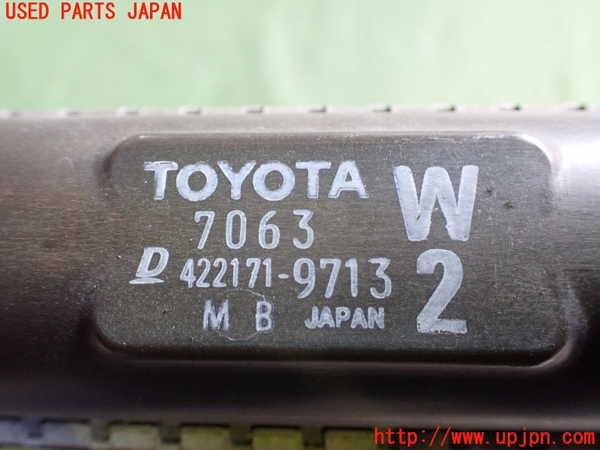 USED PARTS JAPAN
TOYOTA W
7063
D 422171-9713 2
M B JAPAN
http://www.upjpn.com/